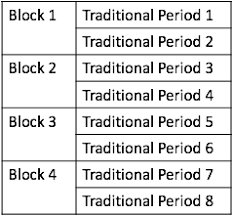 Block 1 Traditional Period 1
Traditional Period 2
Block 2 Traditional Period 3
Traditional Period 4
Block 3 Traditional Period 5
Traditional Period 6
Block 4 Traditional Period 7
Traditional Period 8